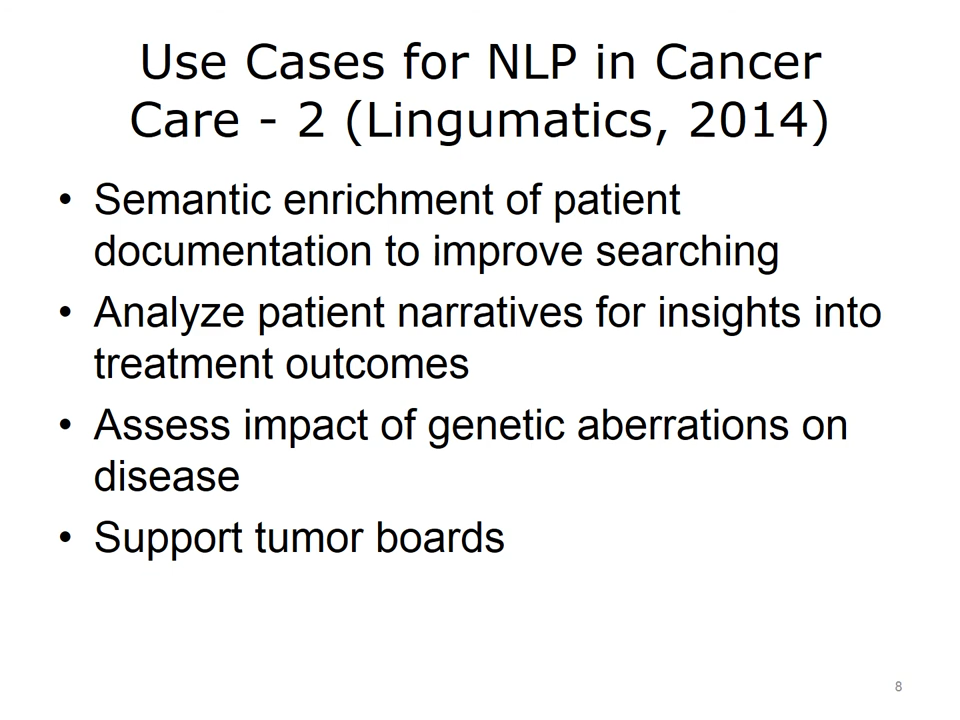 Use Cases for NLP in Cancer
Care - 2 (Lingumatics, 2014)
• Semantic enrichment of patient
documentation to improve searching
• Analyze patient narratives for insights into
treatment outcomes
• Assess impact of genetic aberrations on
disease
• Support tumor boards
8